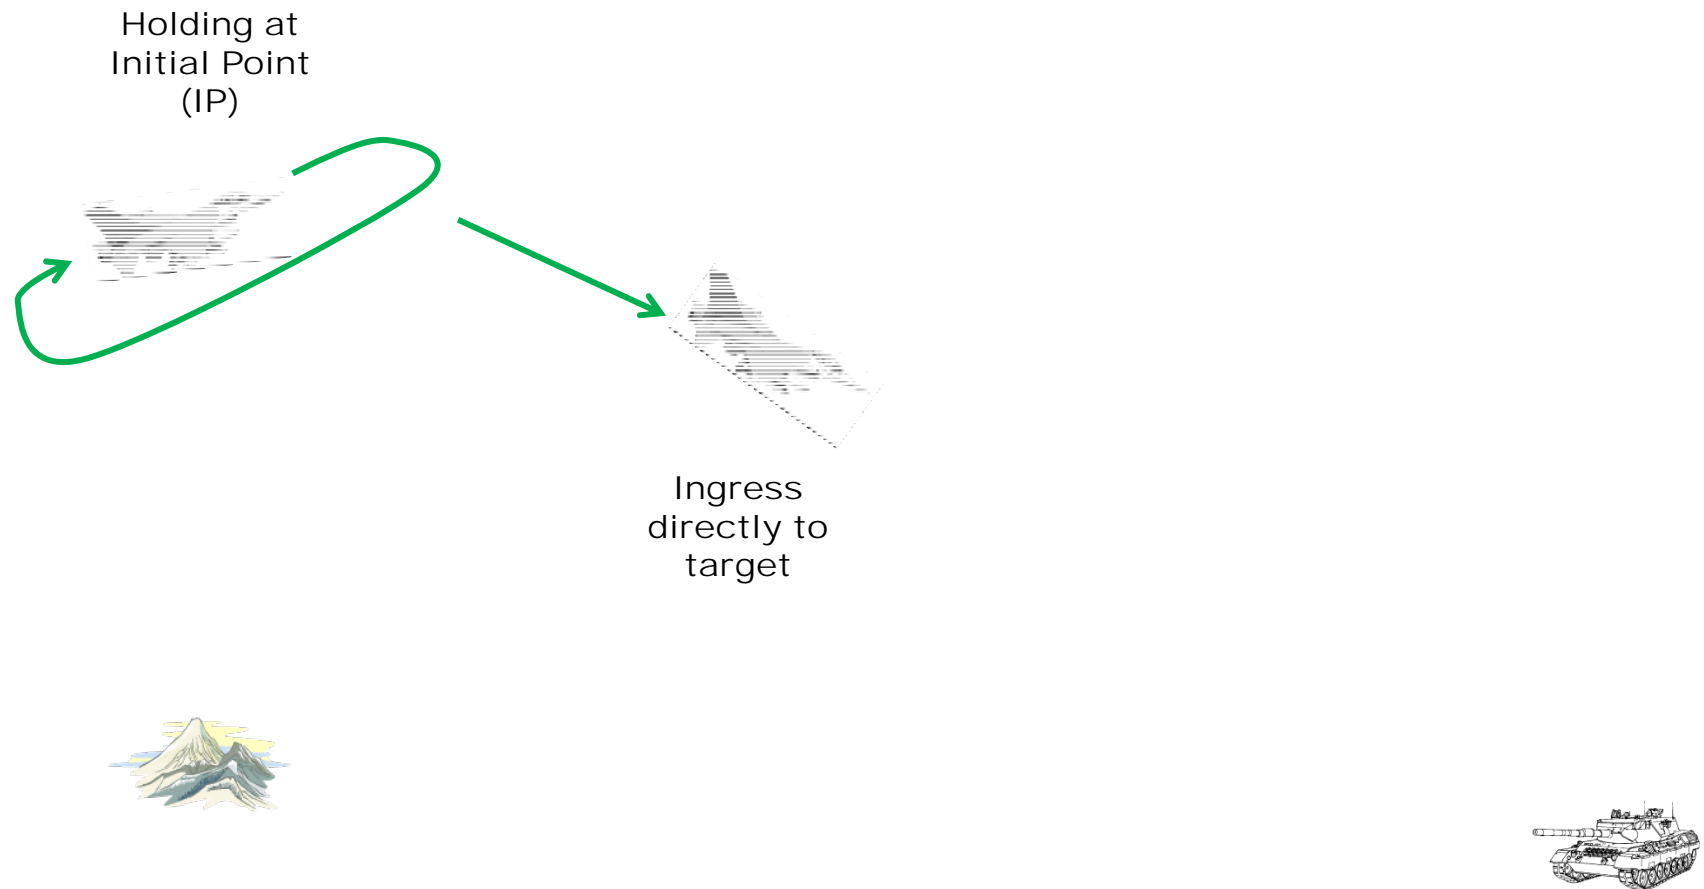 Holding at
Initial Point
(IP)
Ingress
directly to
target